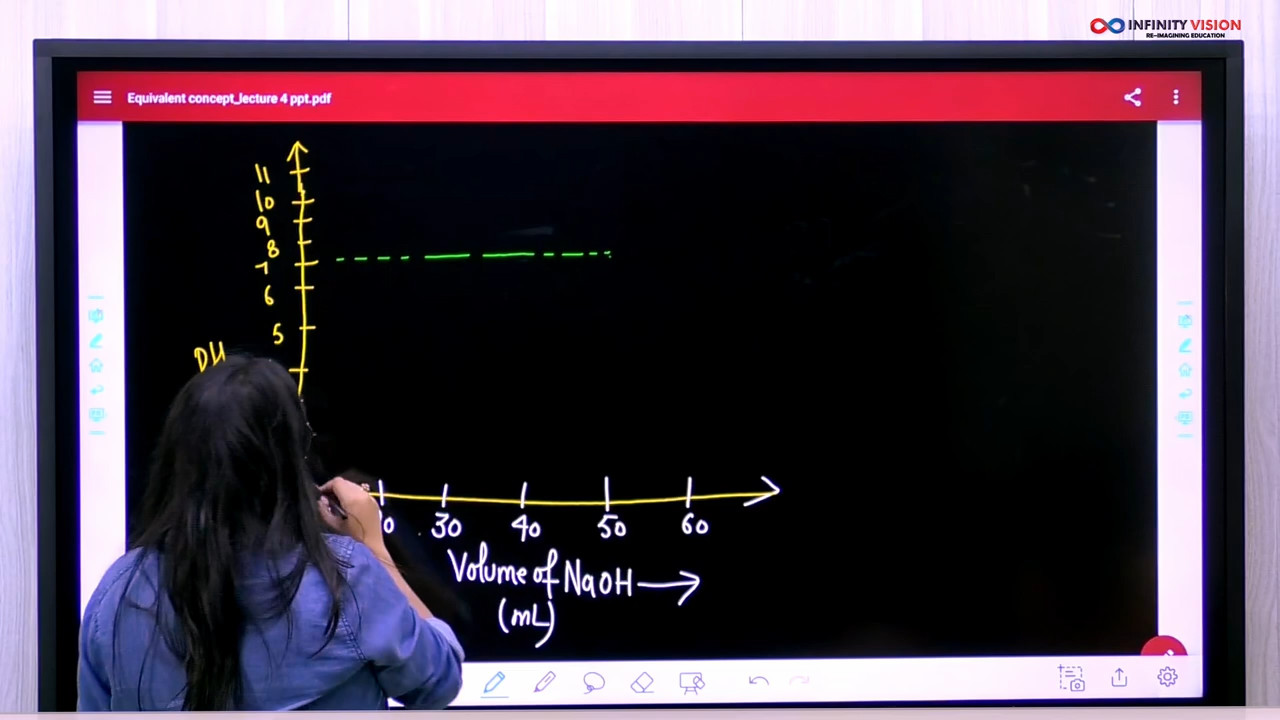 INFINITY VISION
RE-IMAGINING EDUCATION
Equivalent concept_lecture 4 ppt.pdf
11
10
9
8
7
6
5
PH
0 30 40 50 60
Volume of NaOH
(mL)